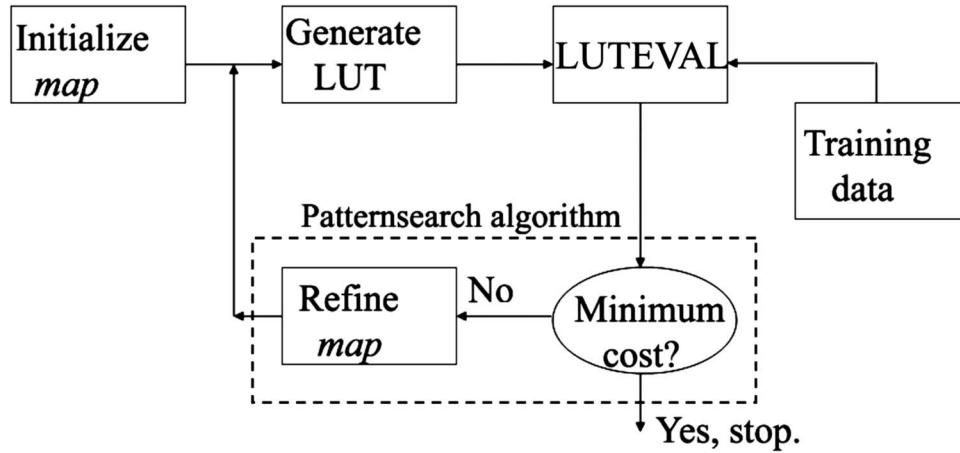 Initialize
map
Generate
LUT
LUTEVAL
Training
data
Patternsearch algorithm
Refine
map
No
Minimum
cost?
Yes, stop.